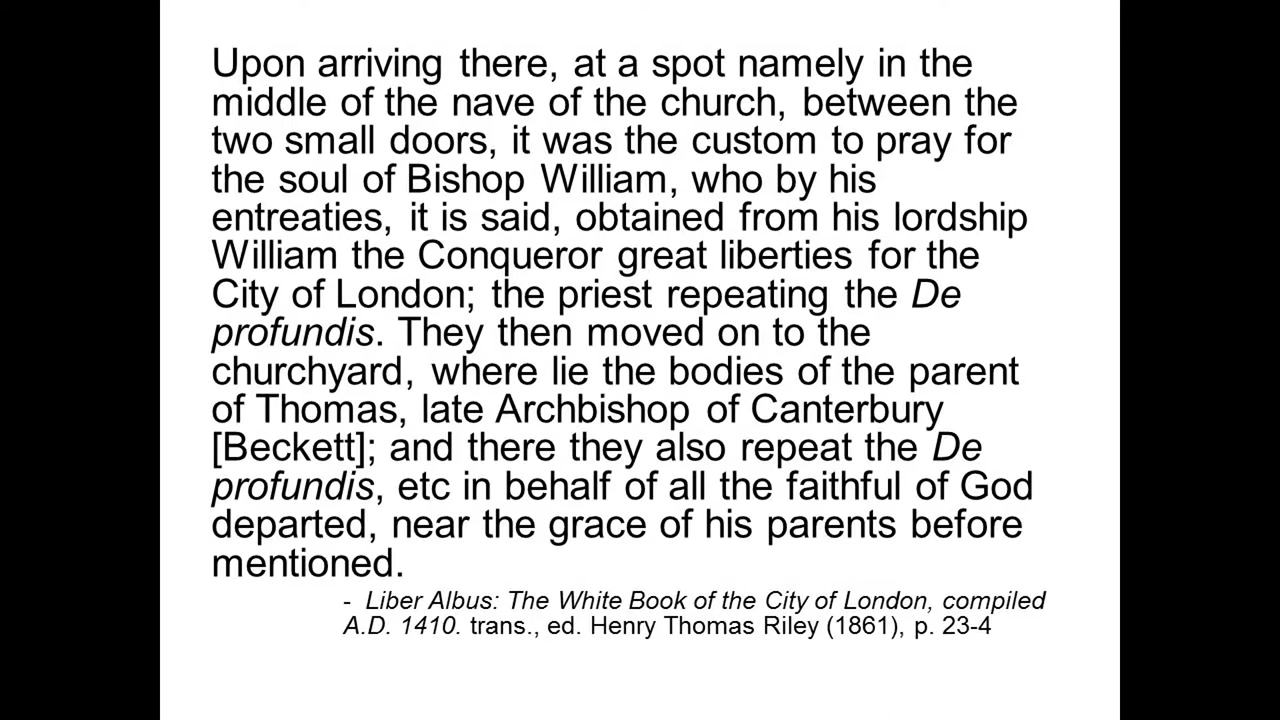 Upon arriving there, at a spot namely in the
middle of the nave of the church, between the
two small doors, it was the custom to pray for
the soul of Bishop William, who by his
entreaties, it is said, obtained from his lordship
William the Conqueror great liberties for the
City of London; the priest repeating the De
profundis. They then moved on to the
churchyard, where lie the bodies of the parent
of Thomas, late Archbishop of Canterbury
[Beckett]; and there they also repeat the De
profundis, etc in behalf of all the faithful of God
departed, near the grace of his parents before
mentioned.
- Liber Albus: The White Book of the City of London, compiled
A.D. 1410. trans., ed. Henry Thomas Riley (1861), p. 23-4